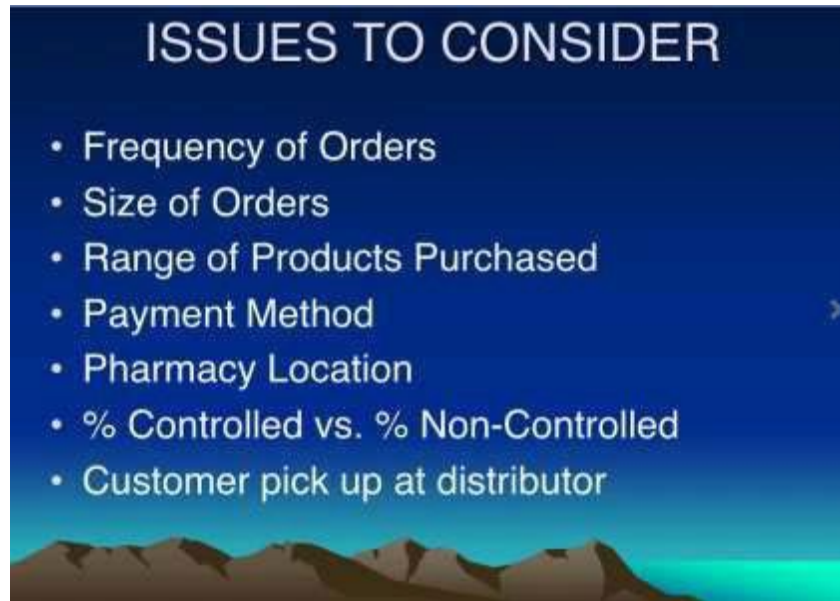 ISSUES TO CONSIDER
• Frequency of Orders
• Size of Orders
• Range of Products Purchased
• Payment Method
• Pharmacy Location
• % Controlled vs. % Non-Controlled
• Customer pick up at distributor